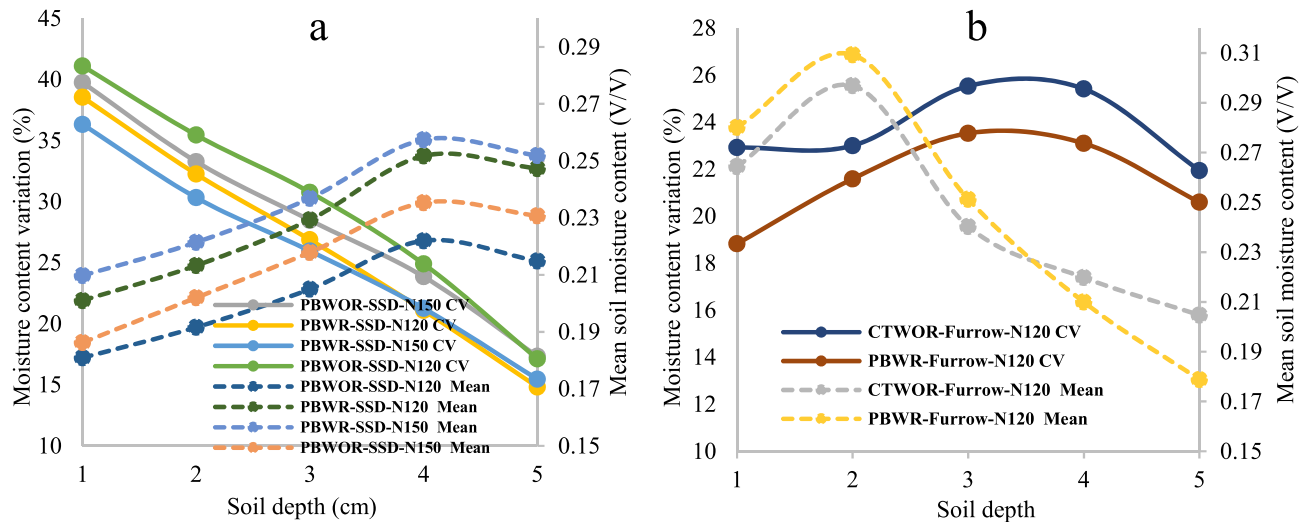 a
Moisture content variation (%)
45
40
35
30
25
20
15
10
0.29
0.27
0.25
0.23
0.21
0.19
0.17
0.15
Mean soil moisture content (V/V)
PBWOR-SSD-N150 CV
PBWR-SSD-N120 CV
PBWR-SSD-N150 CV
PBWOR-SSD-N120 CV
PBWOR-SSD-N120 Mean
PBWR-SSD-N120 Mean
PBWR-SSD-N150 Mean
PBWOR-SSD-N150 Mean
1 2 3 4 5
Soil depth (cm)
b
Moisture content variation (%)
28
26
24
22
20
18
16
14
12
10
0.31
0.29
0.27
0.25
0.23
0.21
0.19
0.17
0.15
Mean soil moisture content (V/V)
CTWOR-Furrow-N120 CV
PBWR-Furrow-N120 CV
CTWOR-Furrow-N120 Mean
PBWR-Furrow-N120 Mean
1 2 3 4 5
Soil depth